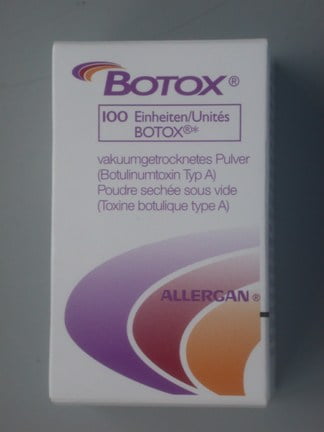 BOTOX®
100 Einheiten/Unités
BOTOX®*
vakuumgetrocknetes Pulver
(Botulinumtoxin Typ A)
Poudre sechée sous vide
(Toxine botulique type A)
ALLERGAN®